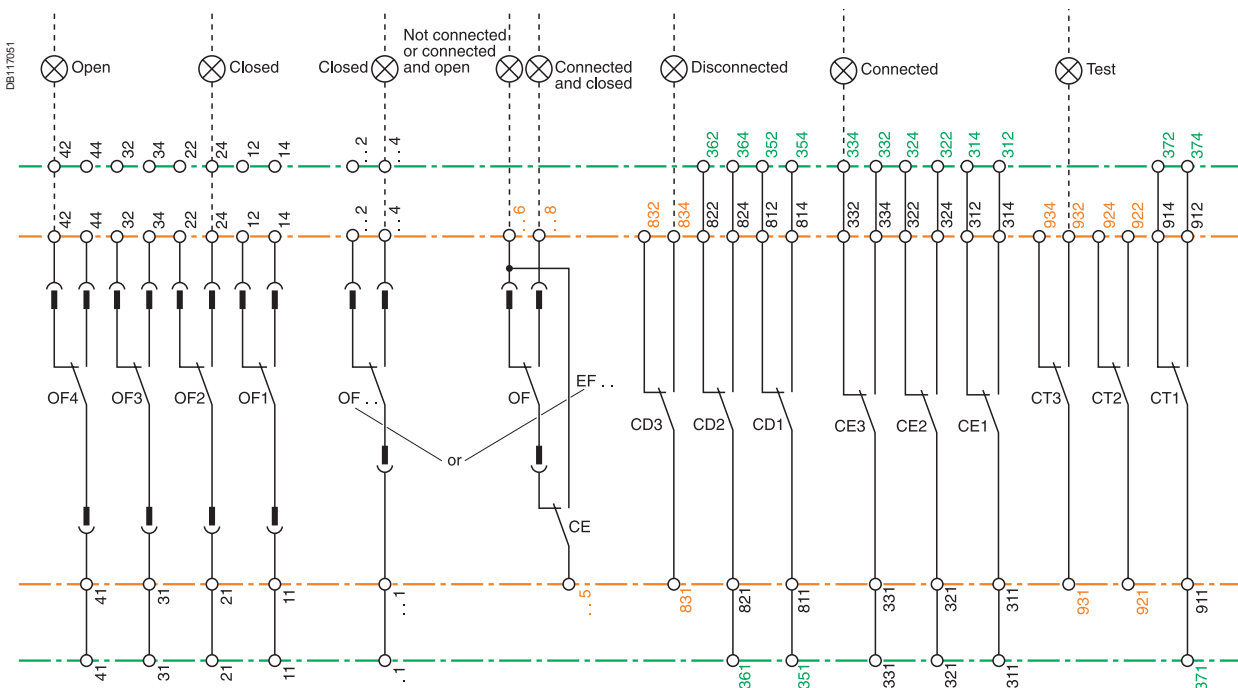 DB117051
Open
Closed
Closed
Not connected
or connected
and open
Connected
and closed
Disconnected
Connected
Test
42 44 32 34 22 24 12 14 . . 2 . . 4 362 364 352 354 334 332 324 322 314 312 372 374
42 44 32 34 22 24 12 14 . . 2 . . 4 . . 6 . . 8 832 834 822 824 812 814 332 334 322 324 312 314 934 932 924 922 914 912
EF . .
OF4 OF3 OF2 OF1 OF . . OF
CD3 CD2 CD1 CE3 CE2 CE1 CT3 CT2 CT1
or
CE
41 31 21 11 . . 1 . . 5 831 821 811 331 321 311 931 921 911
41 31 21 11 . . 1 361 351 331 321 311 371